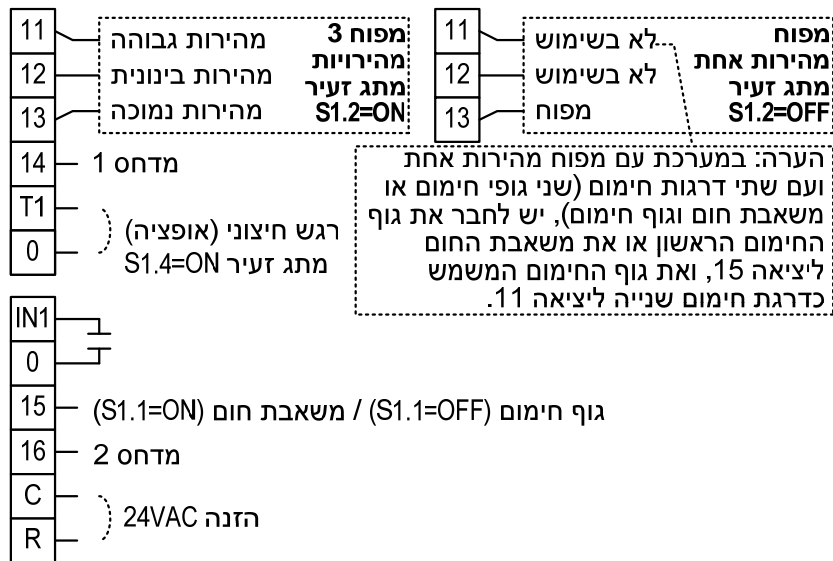 11 מהירות גבוהה
12 מהירות בינונית
13 מהירות נמוכה
מפוח 3
מהירויות
מתג זעיר
S1.2=ON
11 לא בשימוש
12 לא בשימוש
13 מפוח
מפוח
מהירות אחת
מתג זעיר
S1.2=OFF
14 מדחס 1
T1
0
רגש חיצוני (אופציה)
מתג זעיר S1.4=ON
הערה: במערכת עם מפוח מהירות אחת
ועם שתי דרגות חימום (שני גופי חימום או
משאבת חום וגוף חימום), יש לחבר את גוף
החימום הראשון או את משאבת החום
ליציאה 15, ואת גוף החימום המשמש
כדרגת חימום שנייה ליציאה 11.
IN1
0
15 גוף חימום (S1.1=OFF) / משאבת חום (S1.1=ON)
16 מדחס 2
C
R
הזנה 24VAC